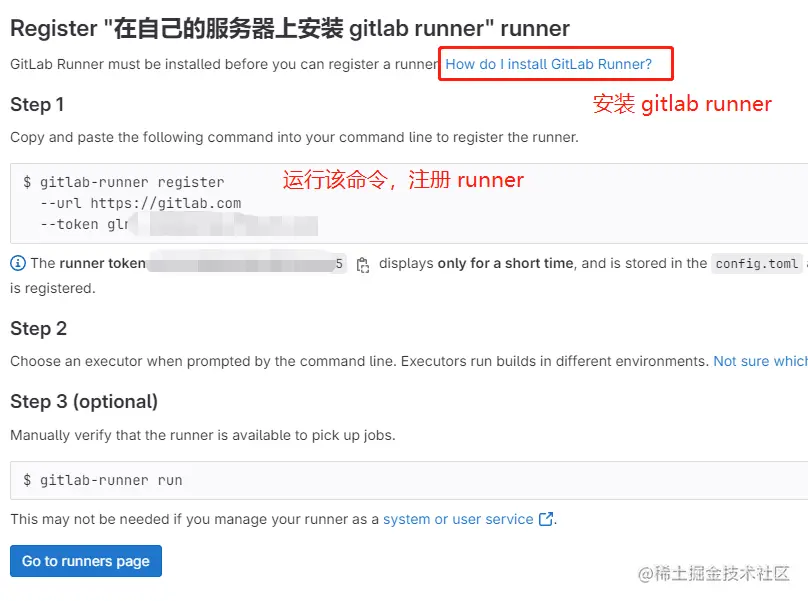 Register "在自己的服务器上安装 gitlab runner" runner
GitLab Runner must be installed before you can register a runner. How do I install GitLab Runner?
安装 gitlab runner
Step 1
Copy and paste the following command into your command line to register the runner.
$ gitlab-runner register
运行该命令，注册 runner
--url https://gitlab.com
--token glr
The runner token 5 displays only for a short time, and is stored in the config.toml
is registered.
Step 2
Choose an executor when prompted by the command line. Executors run builds in different environments. Not sure which
Step 3 (optional)
Manually verify that the runner is available to pick up jobs.
$ gitlab-runner run
This may not be needed if you manage your runner as a system or user service.
Go to runners page
@稀土掘金技术社区